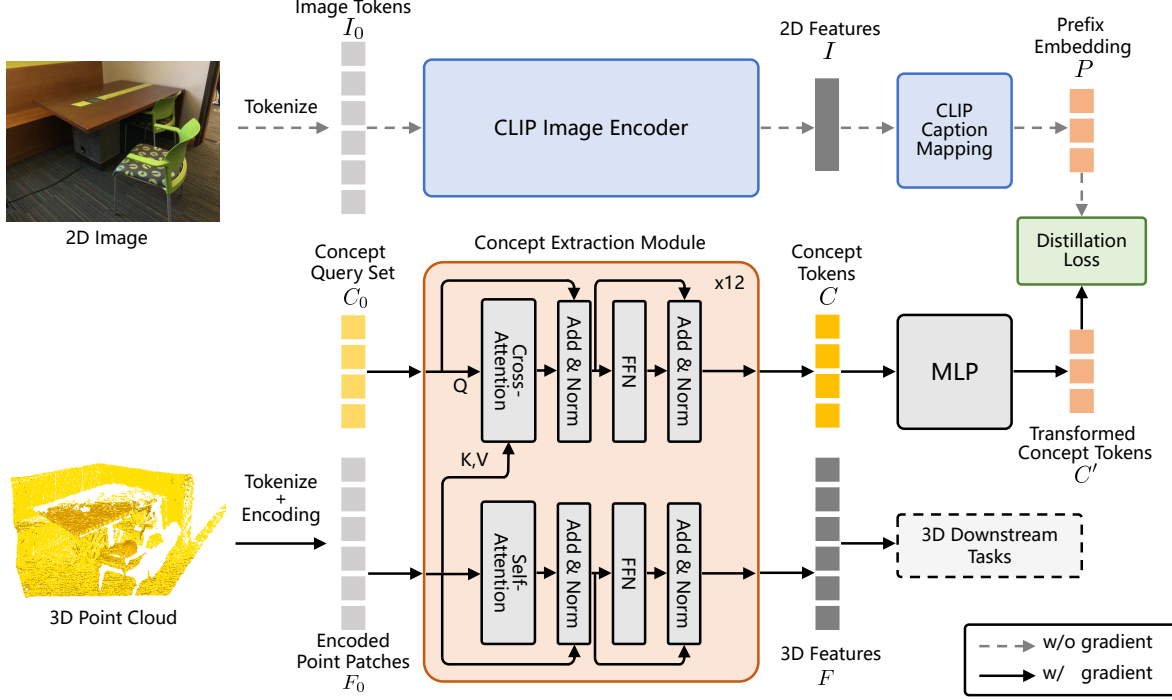 Image Tokens
I₀
2D Features
I
Prefix
Embedding
P
Tokenize
CLIP Image Encoder
CLIP
Caption
Mapping
2D Image
Distillation
Loss
Concept
Query Set
C₀
Concept Extraction Module
x12
Concept
Tokens
C
Cross-
Attention
Add & Norm
FFN
Add & Norm
Q
MLP
K,V
Transformed
Concept Tokens
C′
Tokenize
+
Encoding
Self-
Attention
Add & Norm
FFN
Add & Norm
3D Downstream
Tasks
3D Point Cloud
Encoded
Point Patches
F₀
3D Features
F
w/o gradient
w/ gradient